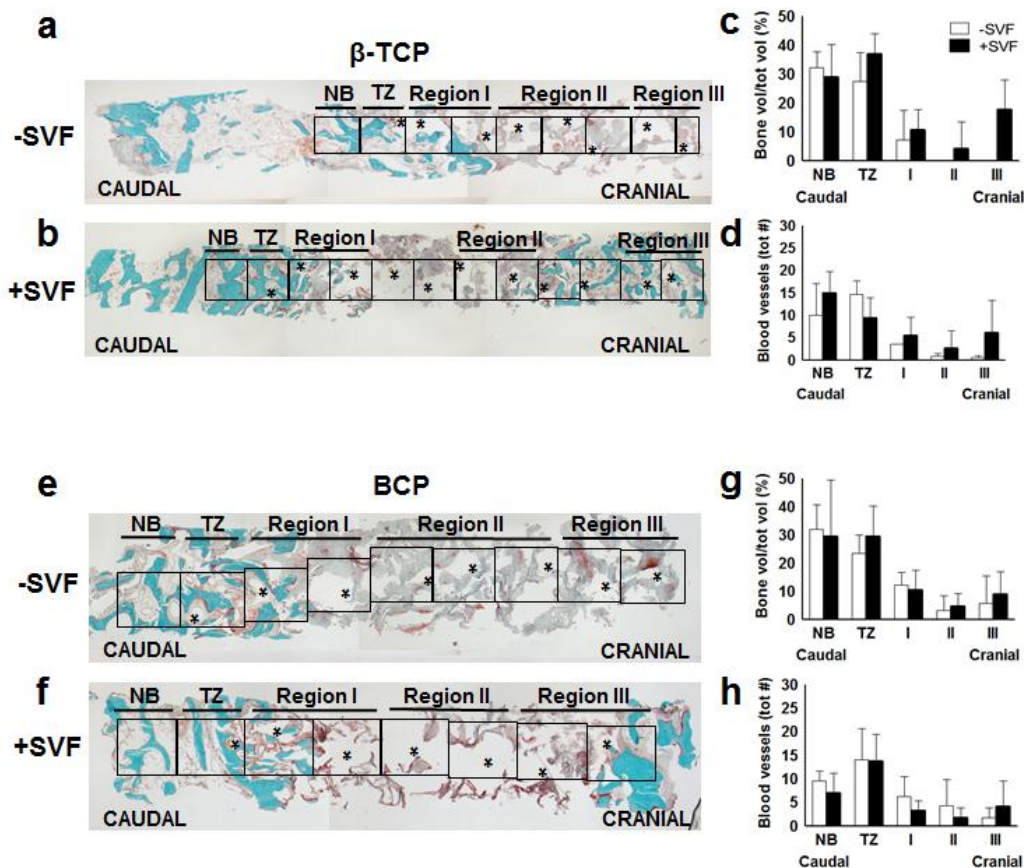 a
β-TCP
-SVF
NB TZ Region I Region II Region III
* * * * * * * *
CAUDAL CRANIAL
b
+SVF
NB TZ Region I Region II Region III
* * * * * * * * * * *
CAUDAL CRANIAL
c
Bone vol/tot vol (%)
50
40
30
20
10
0
-SVF
+SVF
NB TZ I II III
Caudal Cranial
d
Blood vessels (tot #)
30
25
20
15
10
5
0
NB TZ I II III
Caudal Cranial
e
BCP
-SVF
NB TZ Region I Region II Region III
* * * * * * * *
CAUDAL CRANIAL
f
+SVF
NB TZ Region I Region II Region III
* * * * * * *
CAUDAL CRANIAL
g
Bone vol/tot vol (%)
50
40
30
20
10
0
NB TZ I II III
Caudal Cranial
h
Blood vessels (tot #)
30
25
20
15
10
5
0
NB TZ I II III
Caudal Cranial